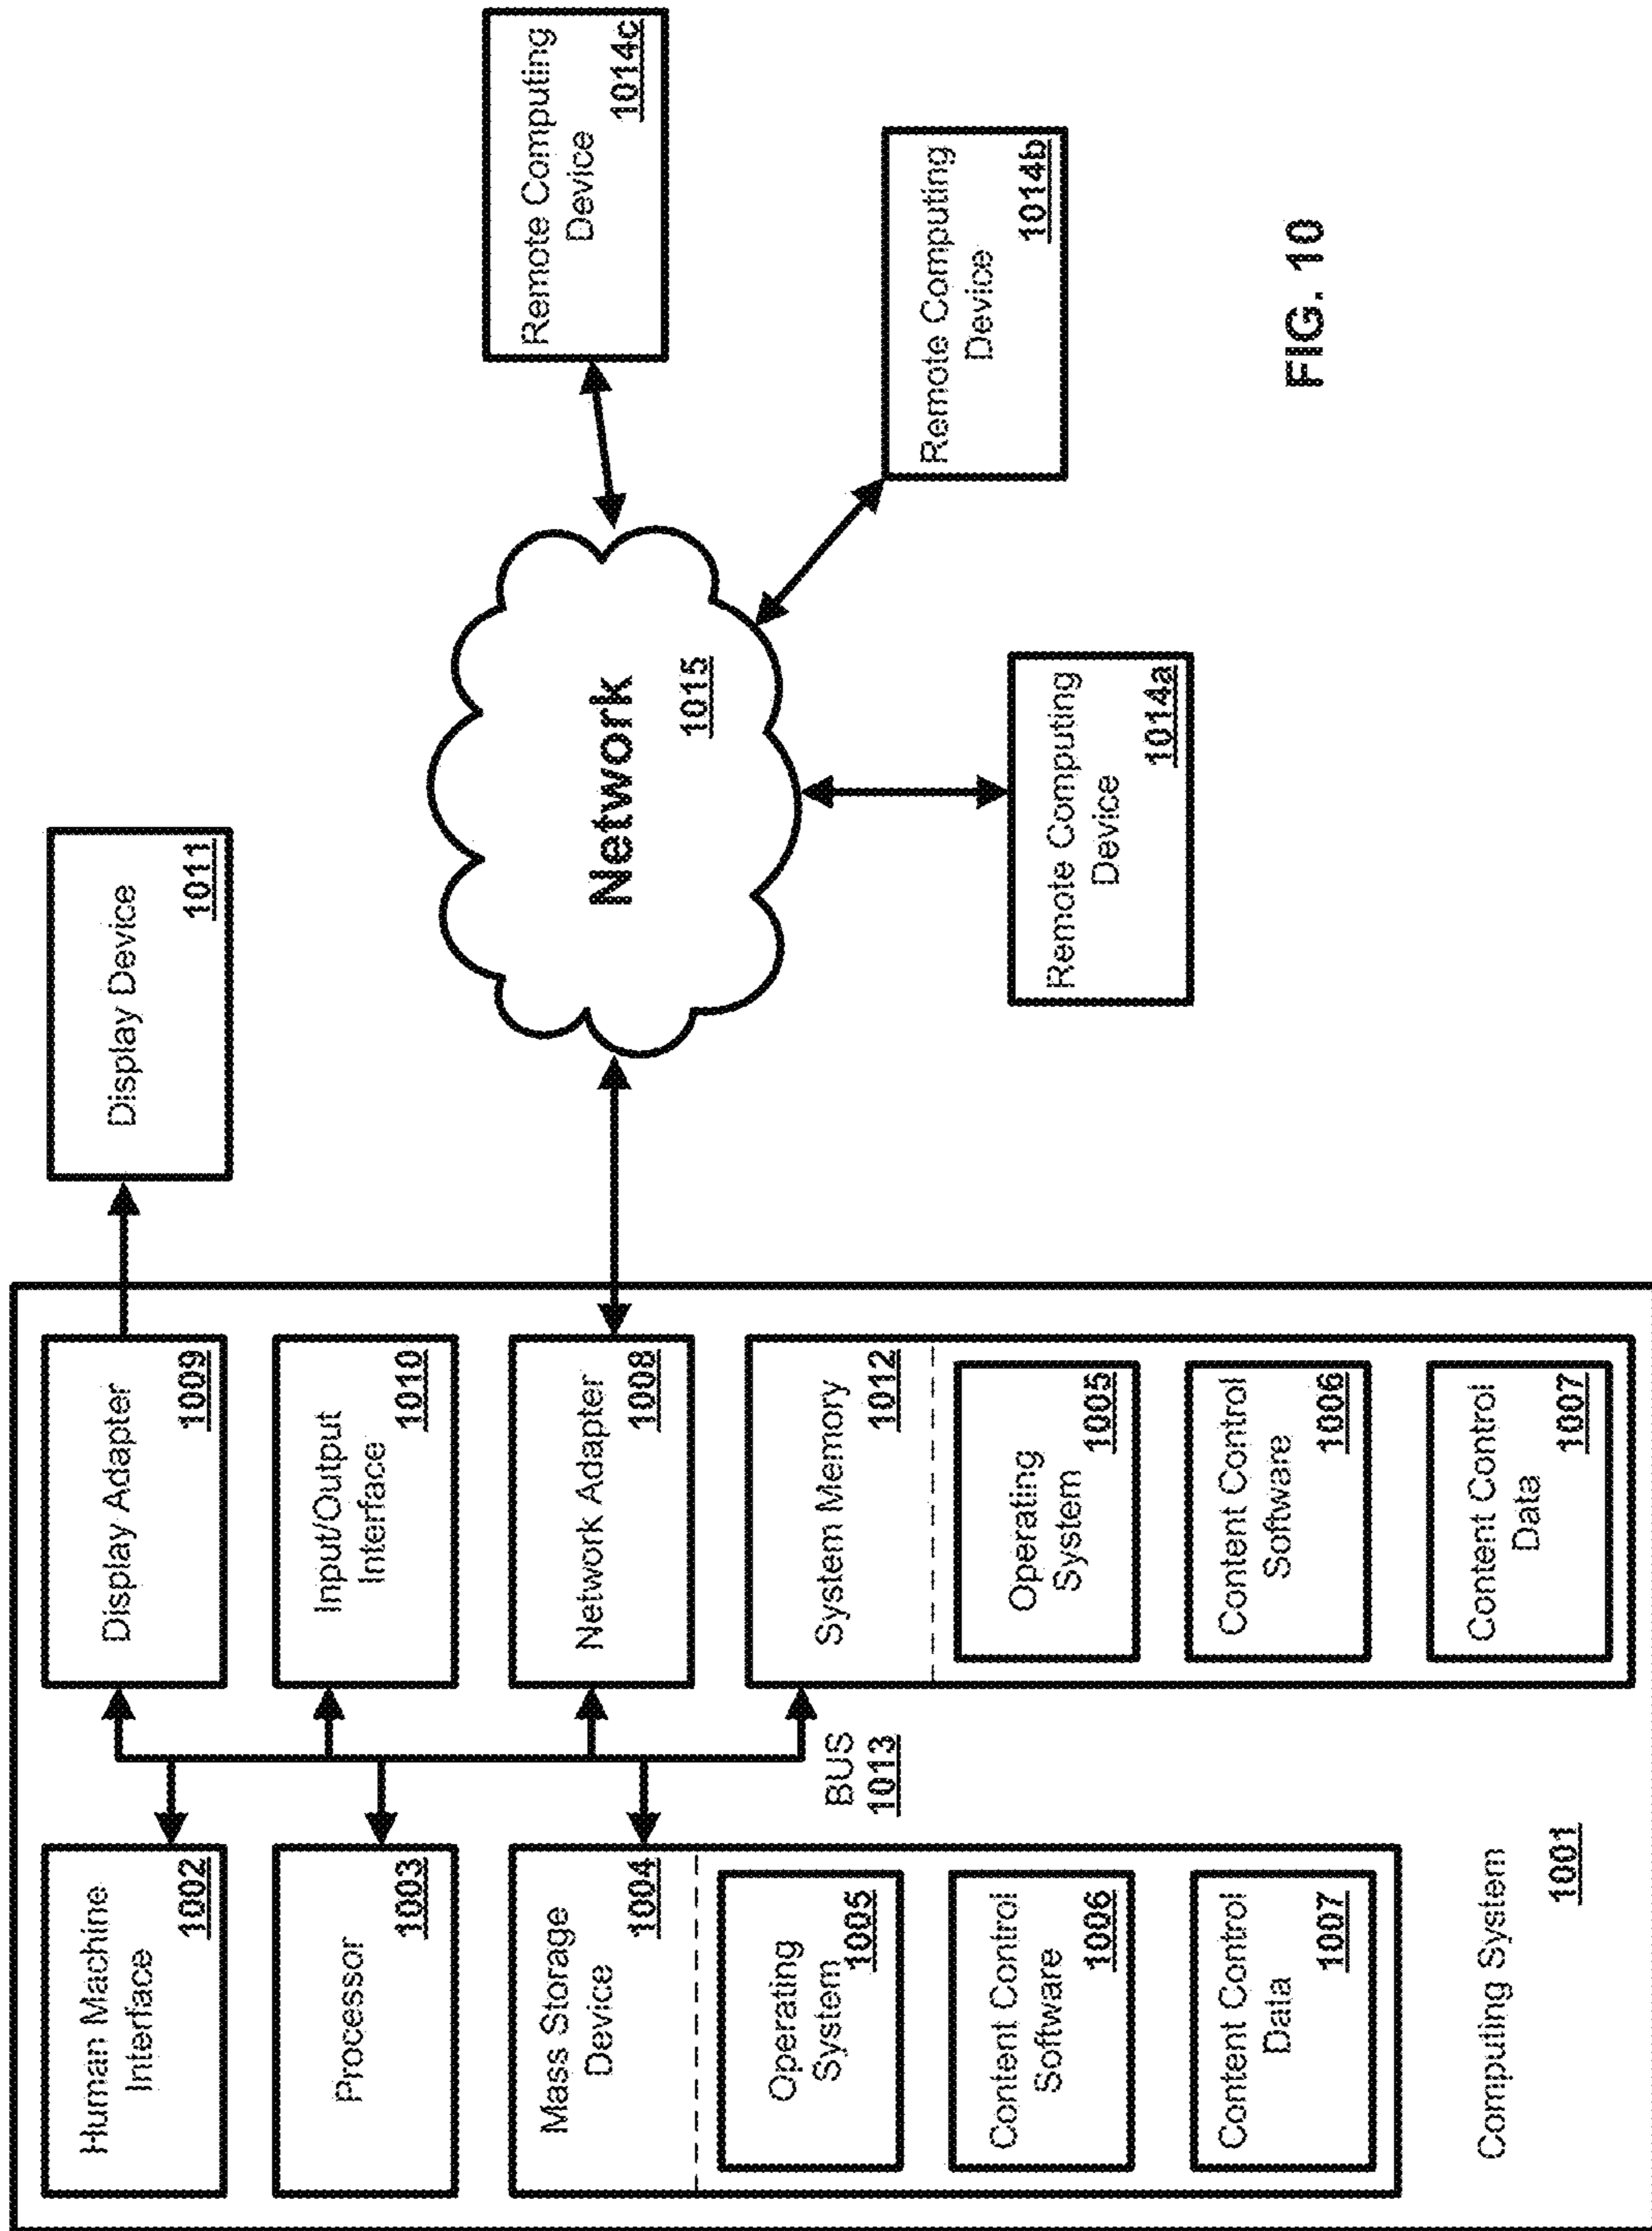 Human Machine
Interface
1002
Processor
1003
Mass Storage
Device
1004
Operating
System
1005
Content Control
Software
1006
Content Control
Data
1007
Computing System
1001
BUS
1013
Display Adapter
1009
Input/Output
Interface
1010
Network Adapter
1008
System Memory
1012
Operating
System
1005
Content Control
Software
1006
Content Control
Data
1007
Display Device
1011
Network
1015
Remote Computing
Device
1014a
Remote Computing
Device
1014b
Remote Computing
Device
1014c
FIG. 10